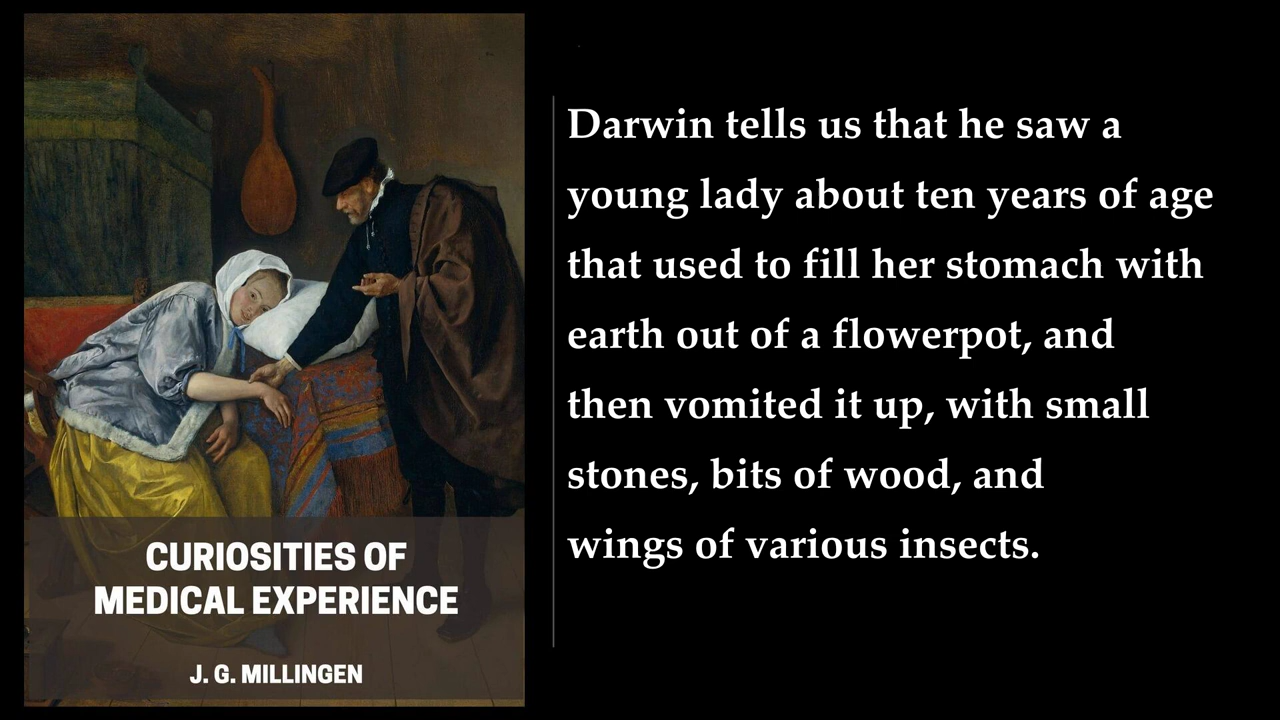 CURIOSITIES OF
MEDICAL EXPERIENCE
J. G. MILLINGEN
Darwin tells us that he saw a
young lady about ten years of age
that used to fill her stomach with
earth out of a flowerpot, and
then vomited it up, with small
stones, bits of wood, and
wings of various insects.